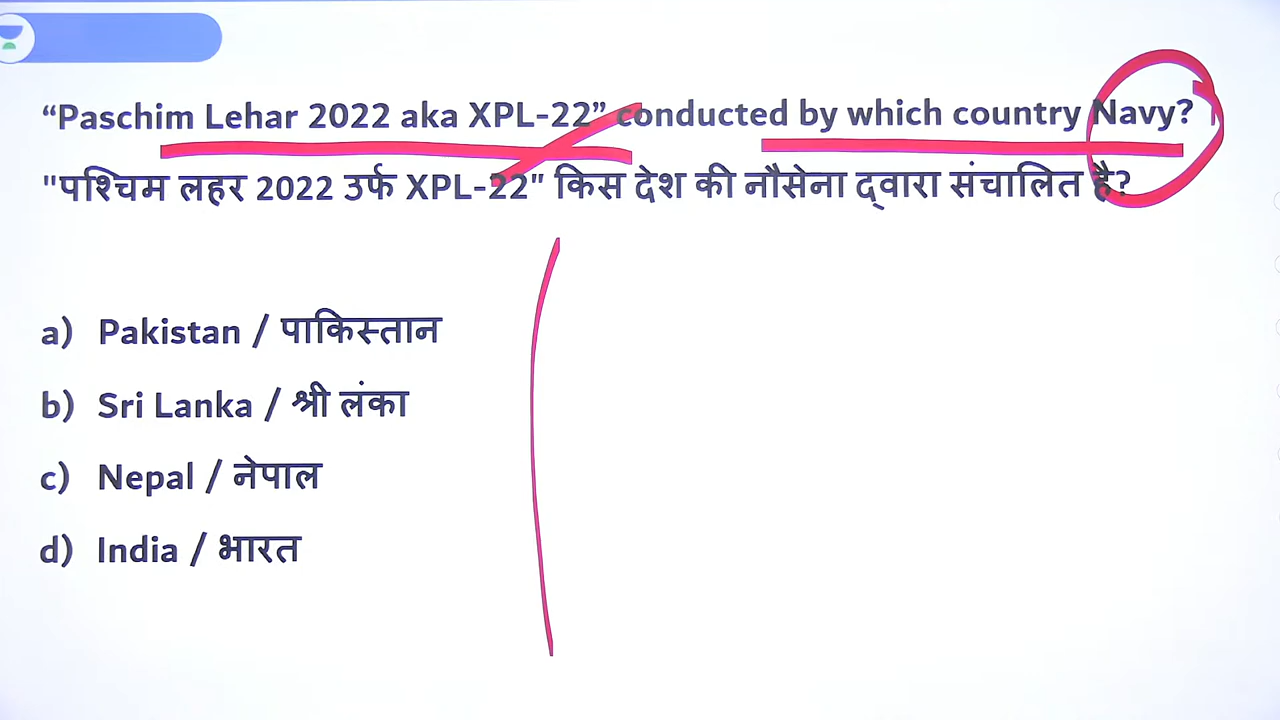 “Paschim Lehar 2022 aka XPL-22” conducted by which country Navy?
"पश्चिम लहर 2022 उर्फ XPL-22" किस देश की नौसेना द्वारा संचालित है?
a) Pakistan / पाकिस्तान
b) Sri Lanka / श्री लंका
c) Nepal / नेपाल
d) India / भारत